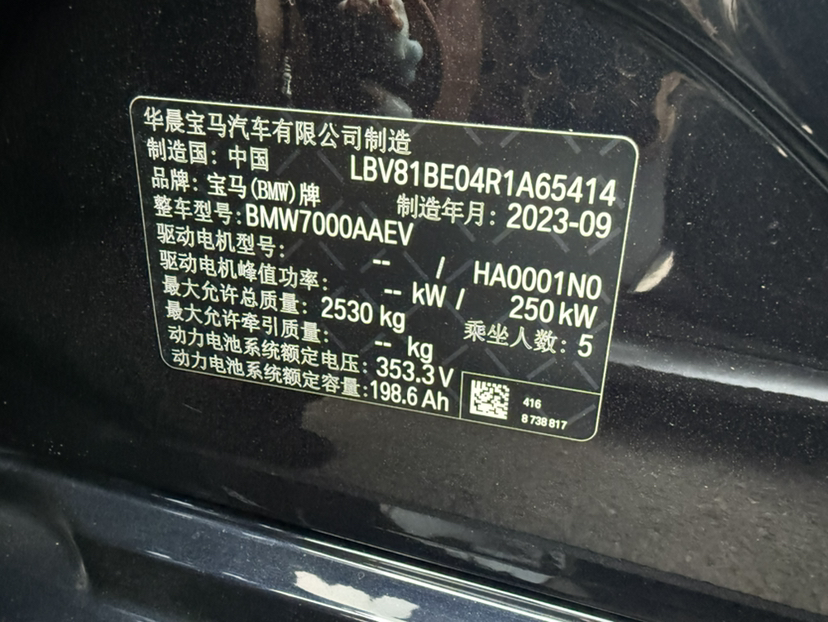 华晨宝马汽车有限公司制造
制造国: 中国 LBV81BE04R1A65414
品牌: 宝马(BMW)牌 制造年月: 2023-09
整车型号: BMW7000AAEV
驱动电机型号: -- / HA0001N0
驱动电机峰值功率: -- kW / 250 kW
最大允许总质量: 2530 kg 乘坐人数: 5
最大允许牵引质量: -- kg
动力电池系统额定电压: 353.3 V
动力电池系统额定容量: 198.6 Ah
416
8 738 817